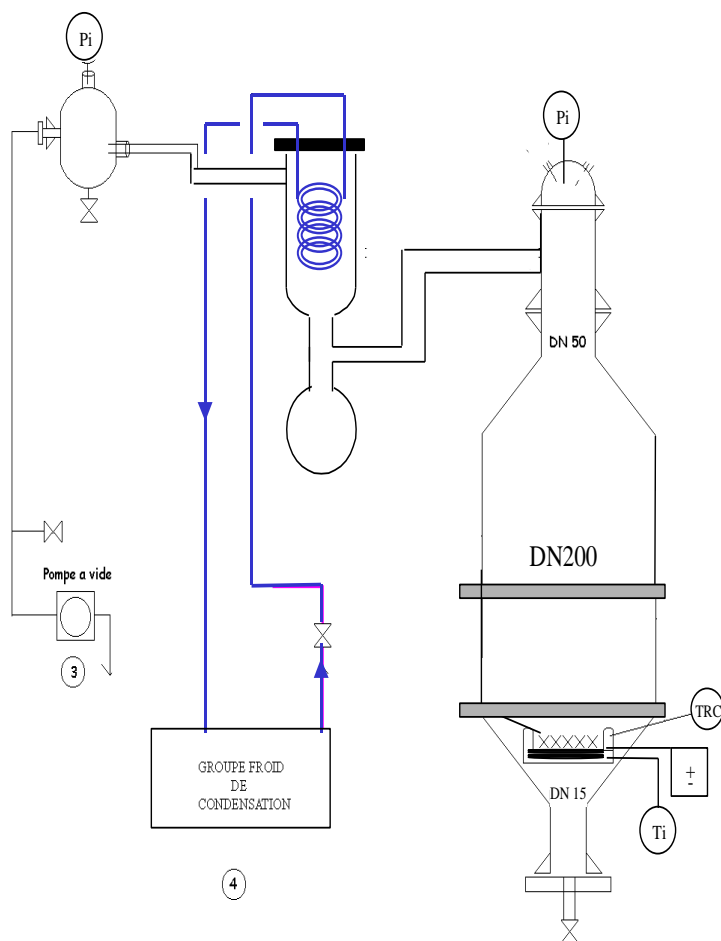 Pi
Pi
DN 50
DN200
Pompe a vide
3
TRC
+
-
GROUPE FROID
DE
CONDENSATION
DN 15
Ti
4